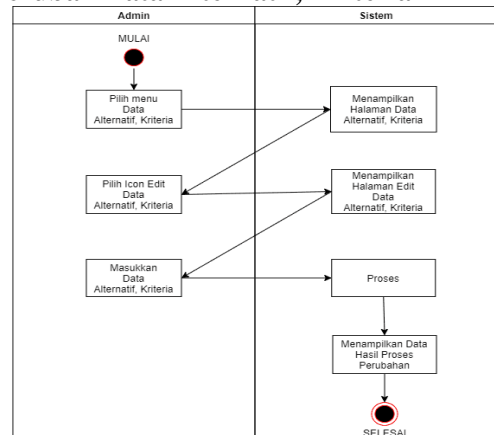 Admin
Sistem
MULAI
Pilih menu
Data
Alternatif, Kriteria
Menampilkan
Halaman Data
Alternatif, Kriteria
Pilih Icon Edit
Data
Alternatif, Kriteria
Menampilkan
Halaman Edit
Data
Alternatif, Kriteria
Masukkan
Data
Alternatif, Kriteria
Proses
Menampilkan Data
Hasil Proses
Perubahan
SELESAI